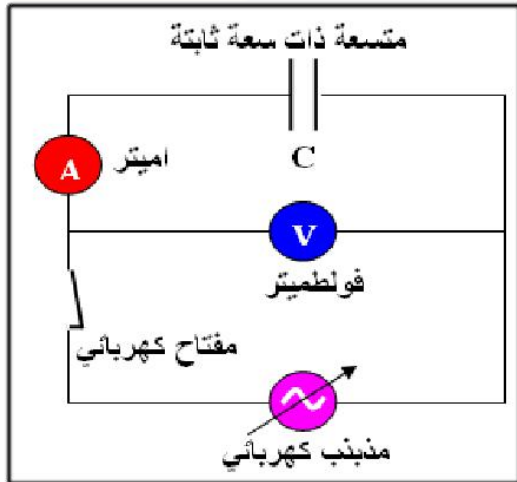 متسعة ذات سعة ثابتة
C
A
اميتر
V
فولطميتر
مفتاح كهربائي
مذبذب كهربائي